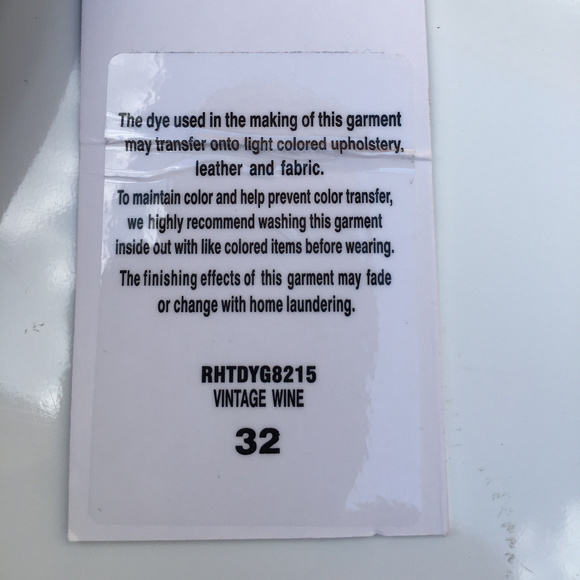 The dye used in the making of this garment
may transfer onto light colored upholstery,
leather and fabric.
To maintain color and help prevent color transfer,
we highly recommend washing this garment
inside out with like colored items before wearing.
The finishing effects of this garment may fade
or change with home laundering.
RHTDYG8215
VINTAGE WINE
32